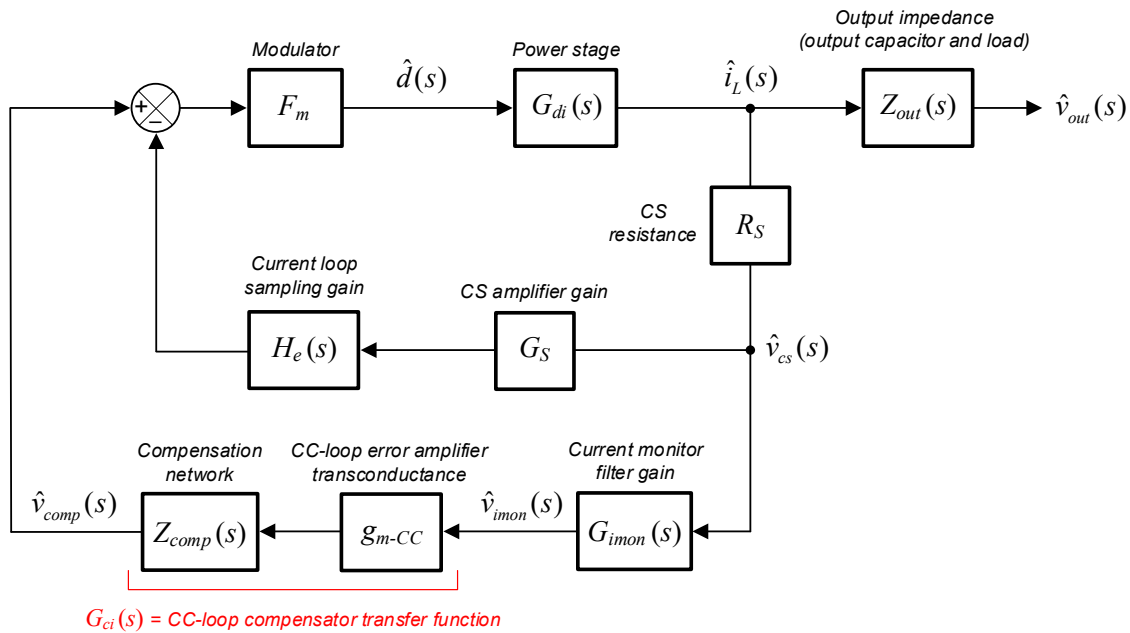 Output impedance
(output capacitor and load)
Modulator
Power stage
d̂(s)
î_L(s)
+
−
F_m
G_di(s)
Z_out(s)
v̂_out(s)
CS
resistance
R_S
Current loop
sampling gain
CS amplifier gain
H_e(s)
G_S
v̂_cs(s)
Compensation
network
CC-loop error amplifier
transconductance
Current monitor
filter gain
v̂_comp(s)
v̂_imon(s)
Z_comp(s)
g_m-CC
G_imon(s)
G_ci(s) = CC-loop compensator transfer function